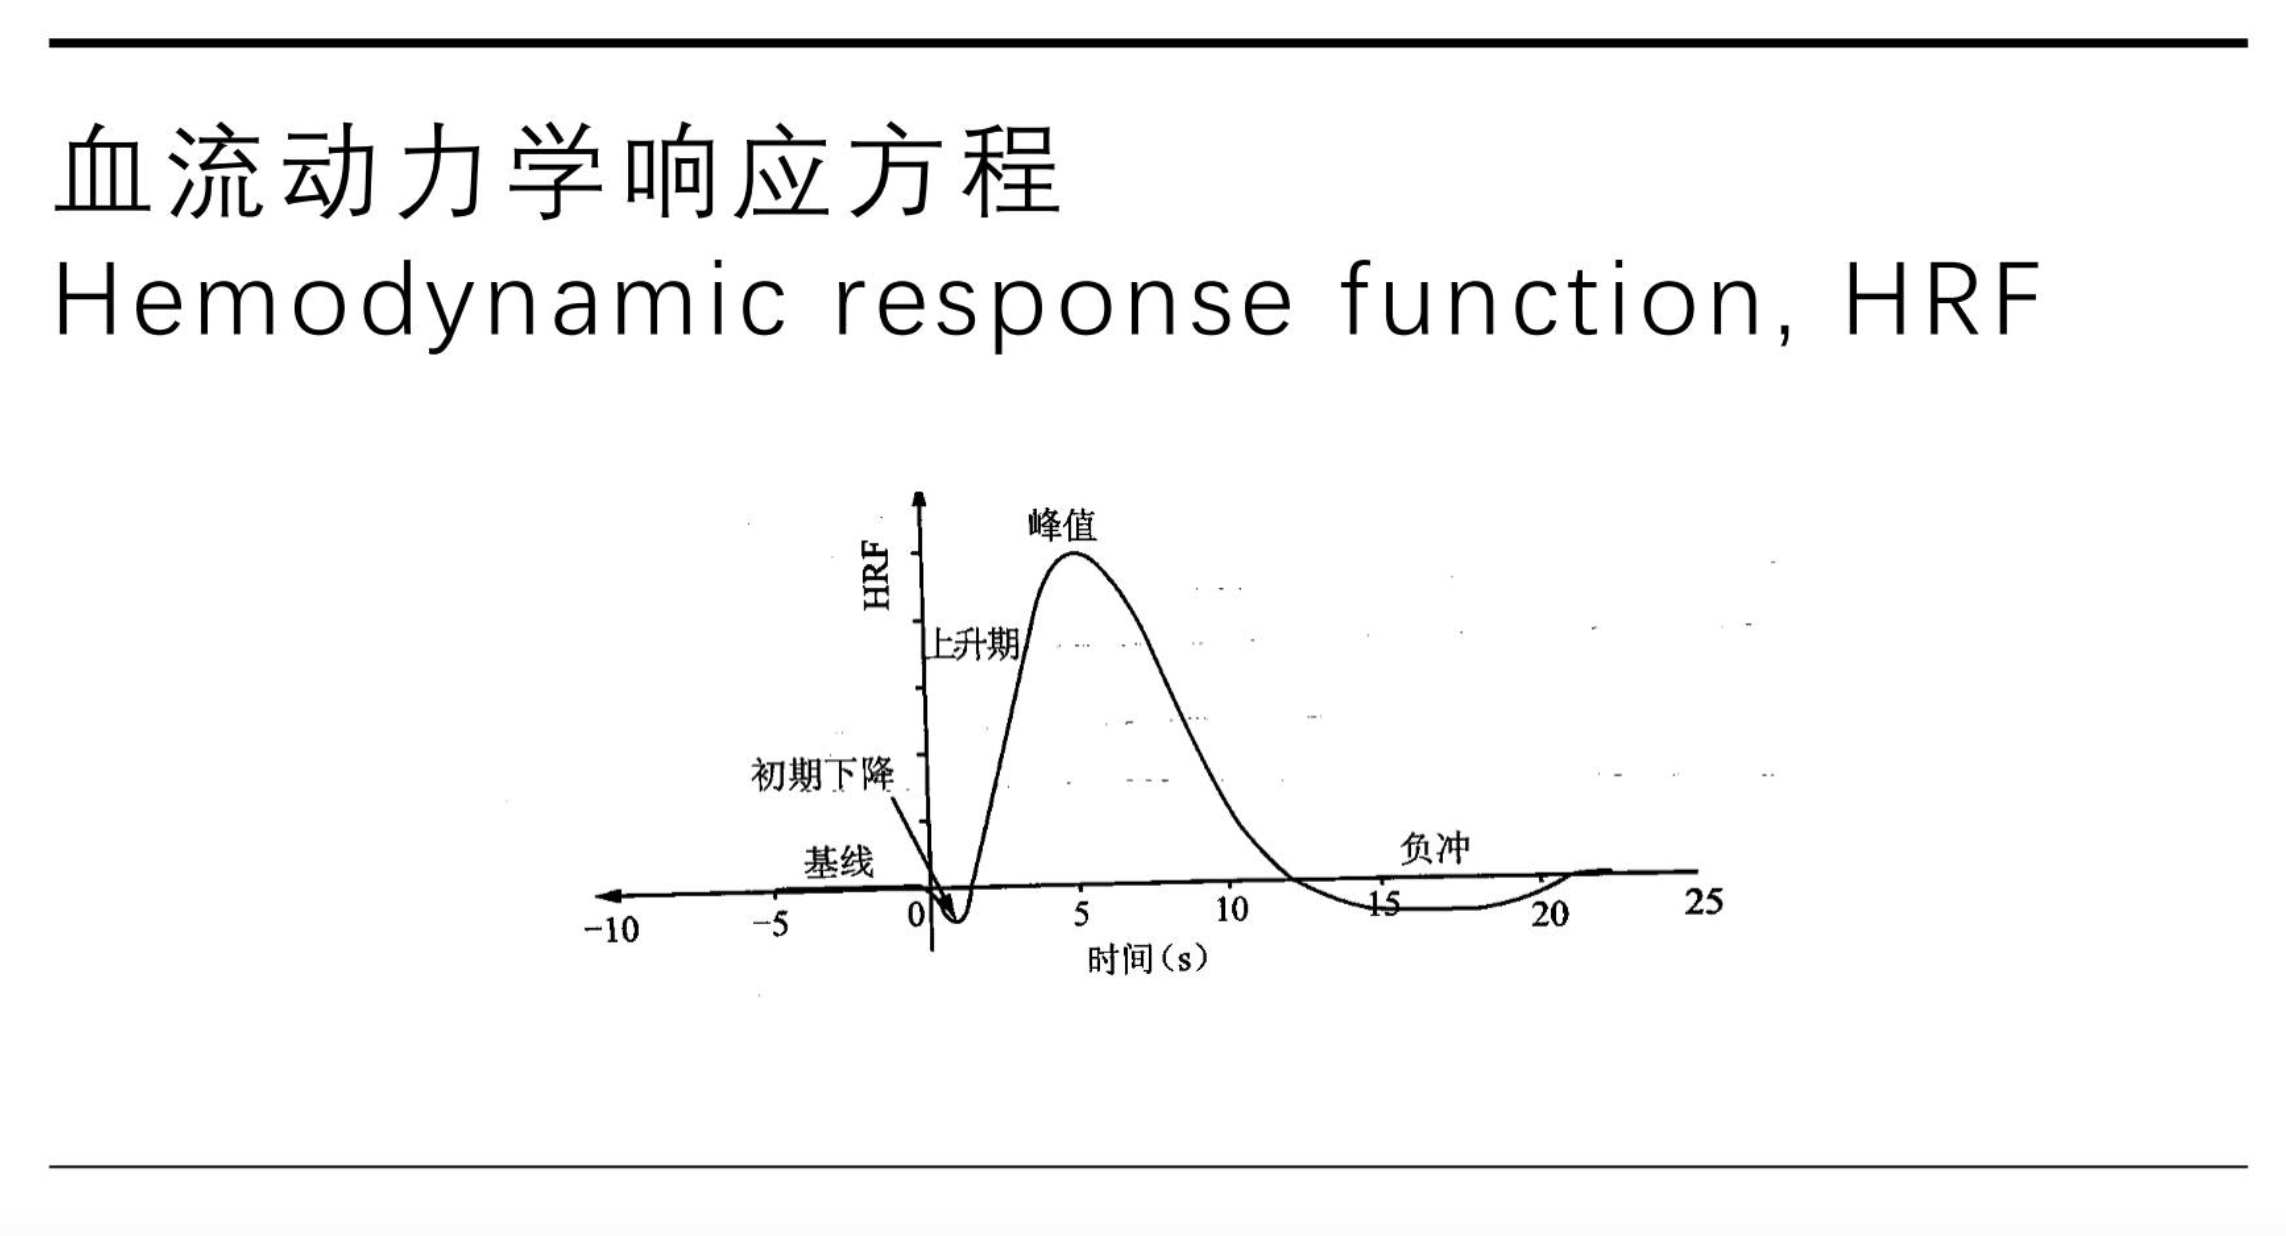 血流动力学响应方程
Hemodynamic response function, HRF
峰值
HRF
上升期
初期下降
基线
负冲
-10
-5
0
5
10
15
20
25
时间(s)